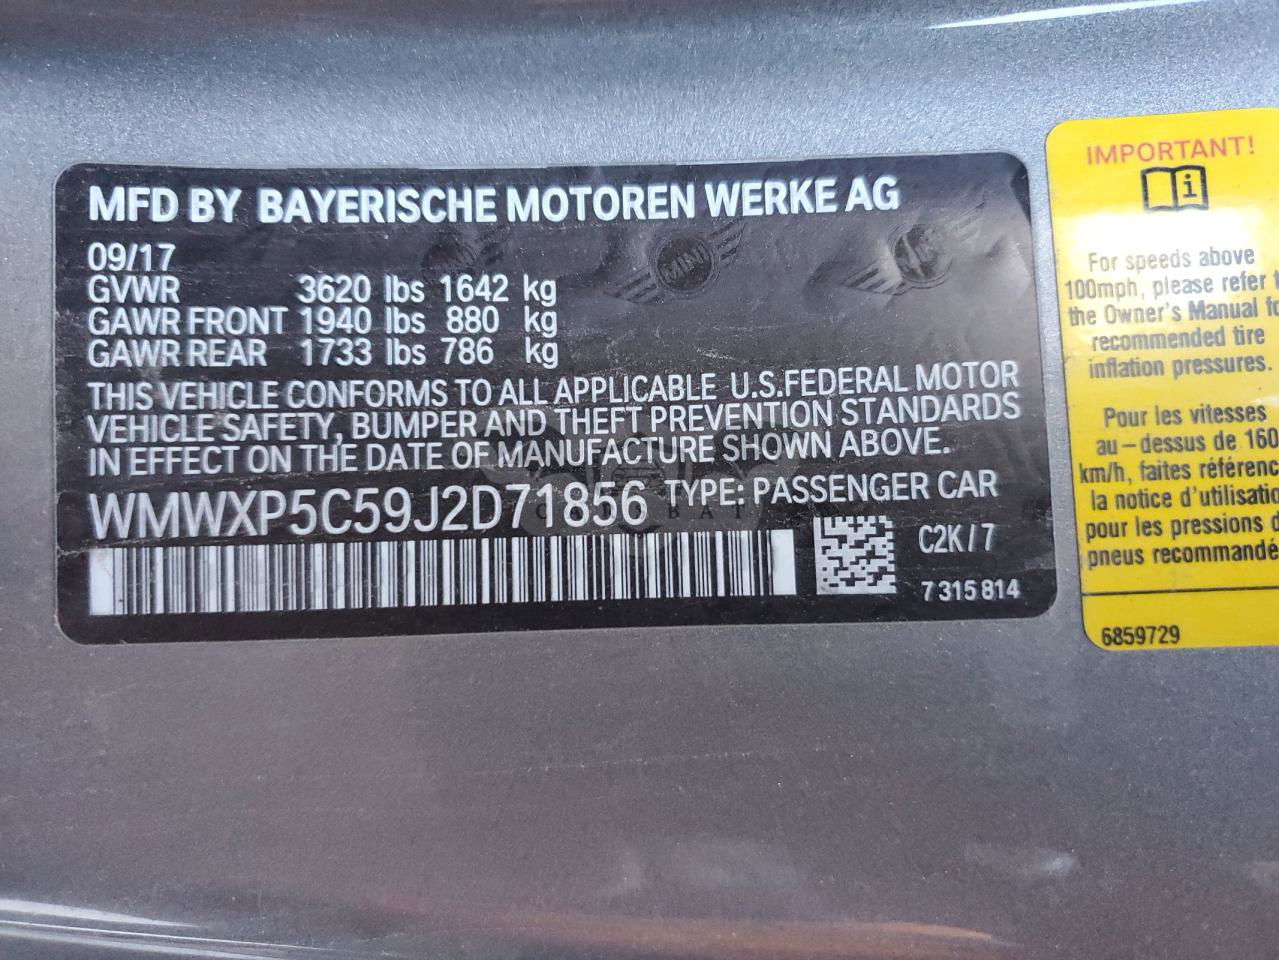 MFD BY BAYERISCHE MOTOREN WERKE AG
09/17
GVWR 3620 lbs 1642 kg
GAWR FRONT 1940 lbs 880 kg
GAWR REAR 1733 lbs 786 kg
THIS VEHICLE CONFORMS TO ALL APPLICABLE U.S.FEDERAL MOTOR
VEHICLE SAFETY, BUMPER AND THEFT PREVENTION STANDARDS
IN EFFECT ON THE DATE OF MANUFACTURE SHOWN ABOVE.
WMWXP5C59J2D71856 TYPE: PASSENGER CAR
C2K/7
7 315 814
MINI
MINI
IMPORTANT!
i
For speeds above
100mph, please refer
the Owner's Manual
recommended tire
inflation pressures.
Pour les vitesses
au-dessus de 160
km/h, faites
la notice
pour les pressions
pneus
6859729